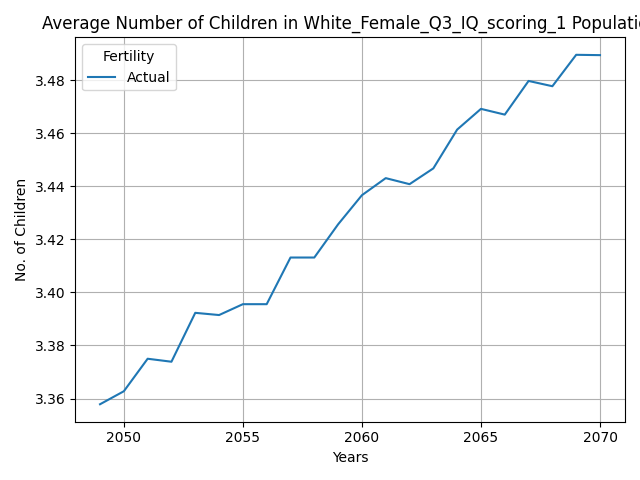 Average Number of Children in White_Female_Q3_IQ_scoring_1 Populatio
Fertility
Actual
No. of Children
3.48
3.46
3.44
3.42
3.40
3.38
3.36
2050 2055 2060 2065 2070
Years